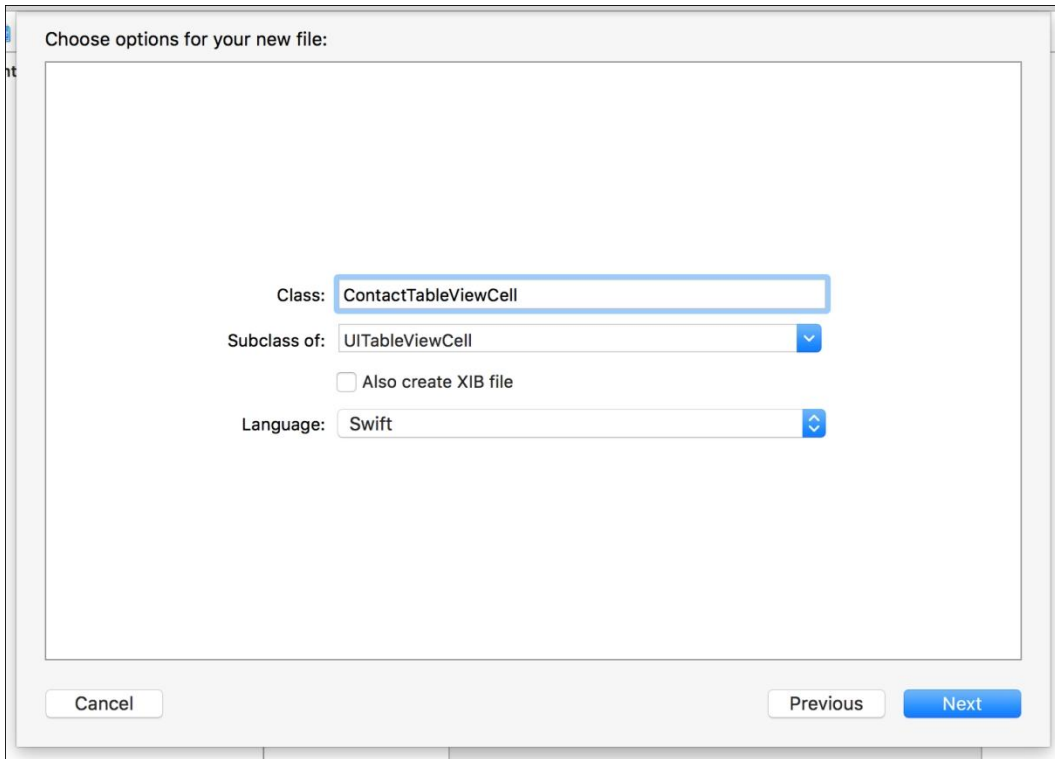 Choose options for your new file:
nt
Class: ContactTableViewCell
Subclass of: UITableViewCell
Also create XIB file
Language: Swift
Cancel Previous Next